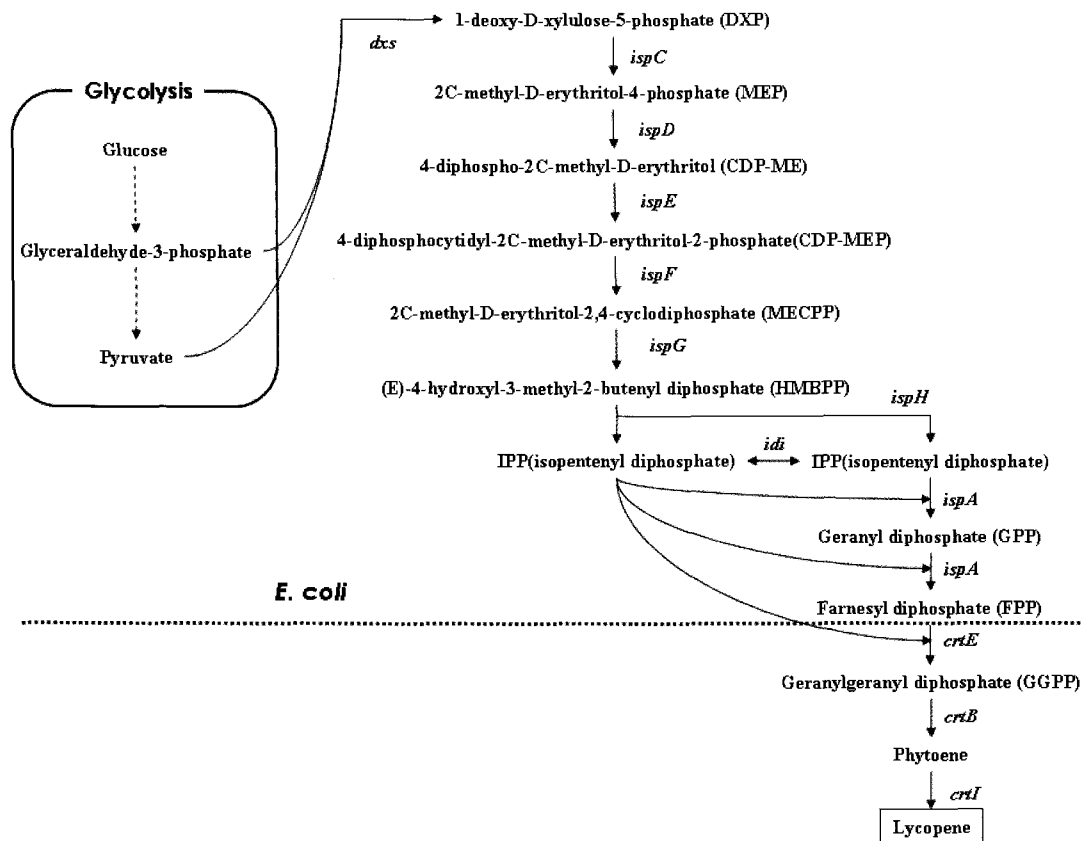 1-deoxy-D-xylulose-5-phosphate (DXP)
dxs
ispC
Glycolysis
2C-methyl-D-erythritol-4-phosphate (MEP)
ispD
Glucose
4-diphospho-2C-methyl-D-erythritol (CDP-ME)
ispE
Glyceraldehyde-3-phosphate
4-diphosphocytidyl-2C-methyl-D-erythritol-2-phosphate(CDP-MEP)
ispF
2C-methyl-D-erythritol-2,4-cyclodiphosphate (MECPP)
ispG
Pyruvate
(E)-4-hydroxyl-3-methyl-2-butenyl diphosphate (HMBPP)
ispH
IPP(isopentenyl diphosphate)
idi
IPP(isopentenyl diphosphate)
ispA
Geranyl diphosphate (GPP)
ispA
E. coli
Farnesyl diphosphate (FPP)
crtE
Geranylgeranyl diphosphate (GGPP)
crtB
Phytoene
crtI
Lycopene